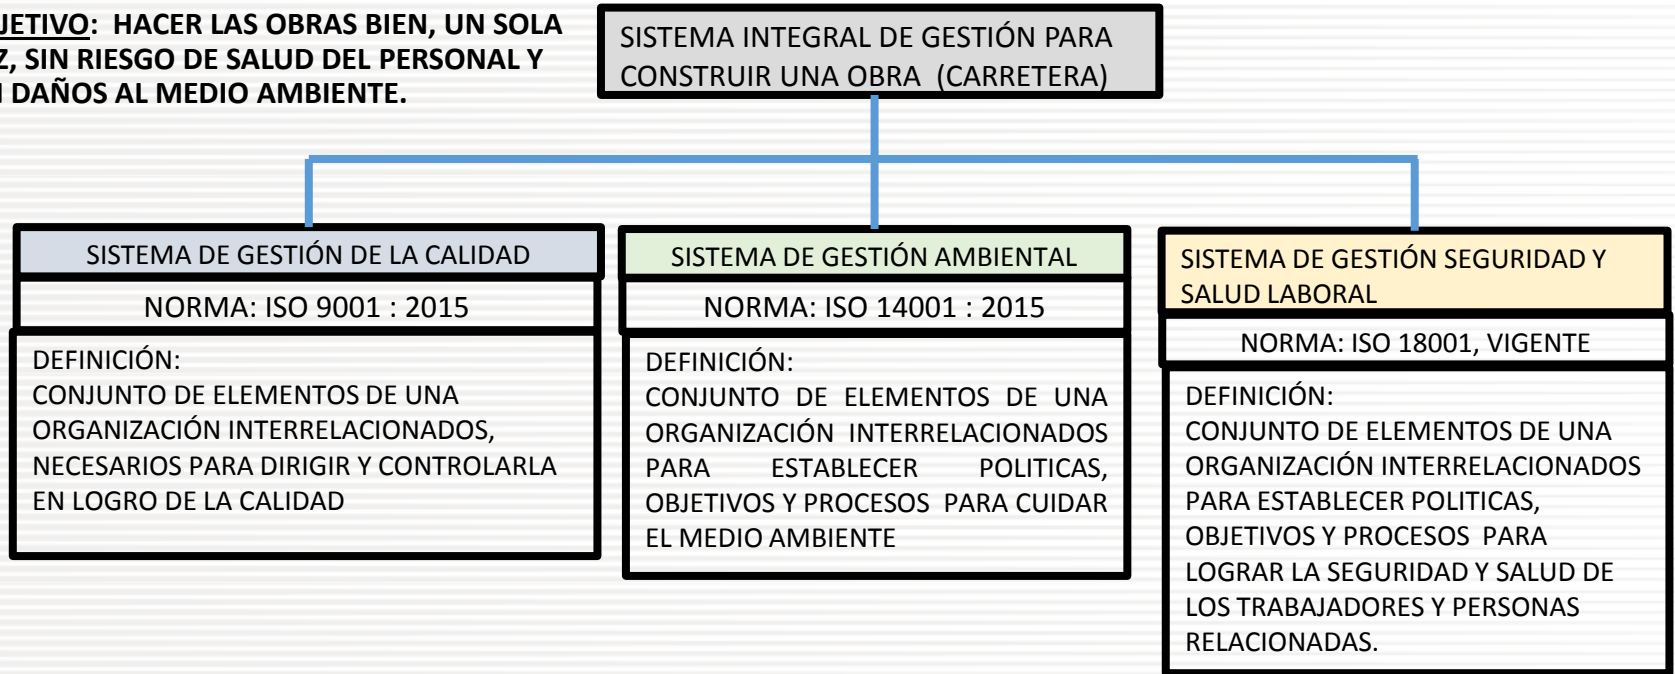 JETIVO: HACER LAS OBRAS BIEN, UN SOLA
Z, SIN RIESGO DE SALUD DEL PERSONAL Y
DAÑOS AL MEDIO AMBIENTE.
SISTEMA INTEGRAL DE GESTIÓN PARA
CONSTRUIR UNA OBRA (CARRETERA)
SISTEMA DE GESTIÓN DE LA CALIDAD
NORMA: ISO 9001 : 2015
DEFINICIÓN:
CONJUNTO DE ELEMENTOS DE UNA
ORGANIZACIÓN INTERRELACIONADOS,
NECESARIOS PARA DIRIGIR Y CONTROLARLA
EN LOGRO DE LA CALIDAD
SISTEMA DE GESTIÓN AMBIENTAL
NORMA: ISO 14001 : 2015
DEFINICIÓN:
CONJUNTO DE ELEMENTOS DE UNA
ORGANIZACIÓN INTERRELACIONADOS
PARA ESTABLECER POLITICAS,
OBJETIVOS Y PROCESOS PARA CUIDAR
EL MEDIO AMBIENTE
SISTEMA DE GESTIÓN SEGURIDAD Y
SALUD LABORAL
NORMA: ISO 18001, VIGENTE
DEFINICIÓN:
CONJUNTO DE ELEMENTOS DE UNA
ORGANIZACIÓN INTERRELACIONADOS
PARA ESTABLECER POLITICAS,
OBJETIVOS Y PROCESOS PARA
LOGRAR LA SEGURIDAD Y SALUD DE
LOS TRABAJADORES Y PERSONAS
RELACIONADAS.